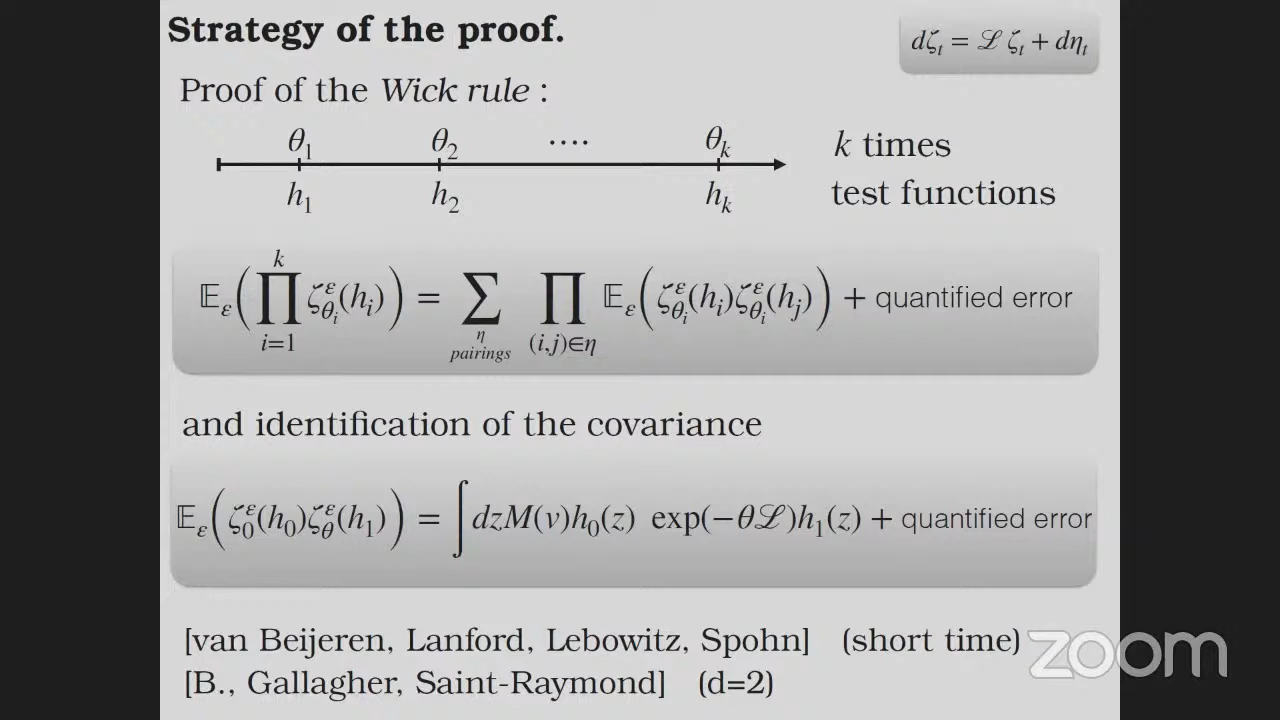 Strategy of the proof.
dζ_t = ℒ ζ_t + dη_t
Proof of the Wick rule :
θ_1 θ_2 .... θ_k
k times
h_1 h_2 h_k
test functions
𝔼_ε(∏_{i=1}^{k} ζ^ε_{θ_i}(h_i)) = ∑_{η pairings} ∏_{(i,j)∈η} 𝔼_ε(ζ^ε_{θ_i}(h_i)ζ^ε_{θ_i}(h_j)) + quantified error
and identification of the covariance
𝔼_ε(ζ^ε_0(h_0)ζ^ε_θ(h_1)) = ∫ dzM(v)h_0(z) exp(−θℒ)h_1(z) + quantified error
[van Beijeren, Lanford, Lebowitz, Spohn] (short time)
[B., Gallagher, Saint-Raymond] (d=2)
zoom